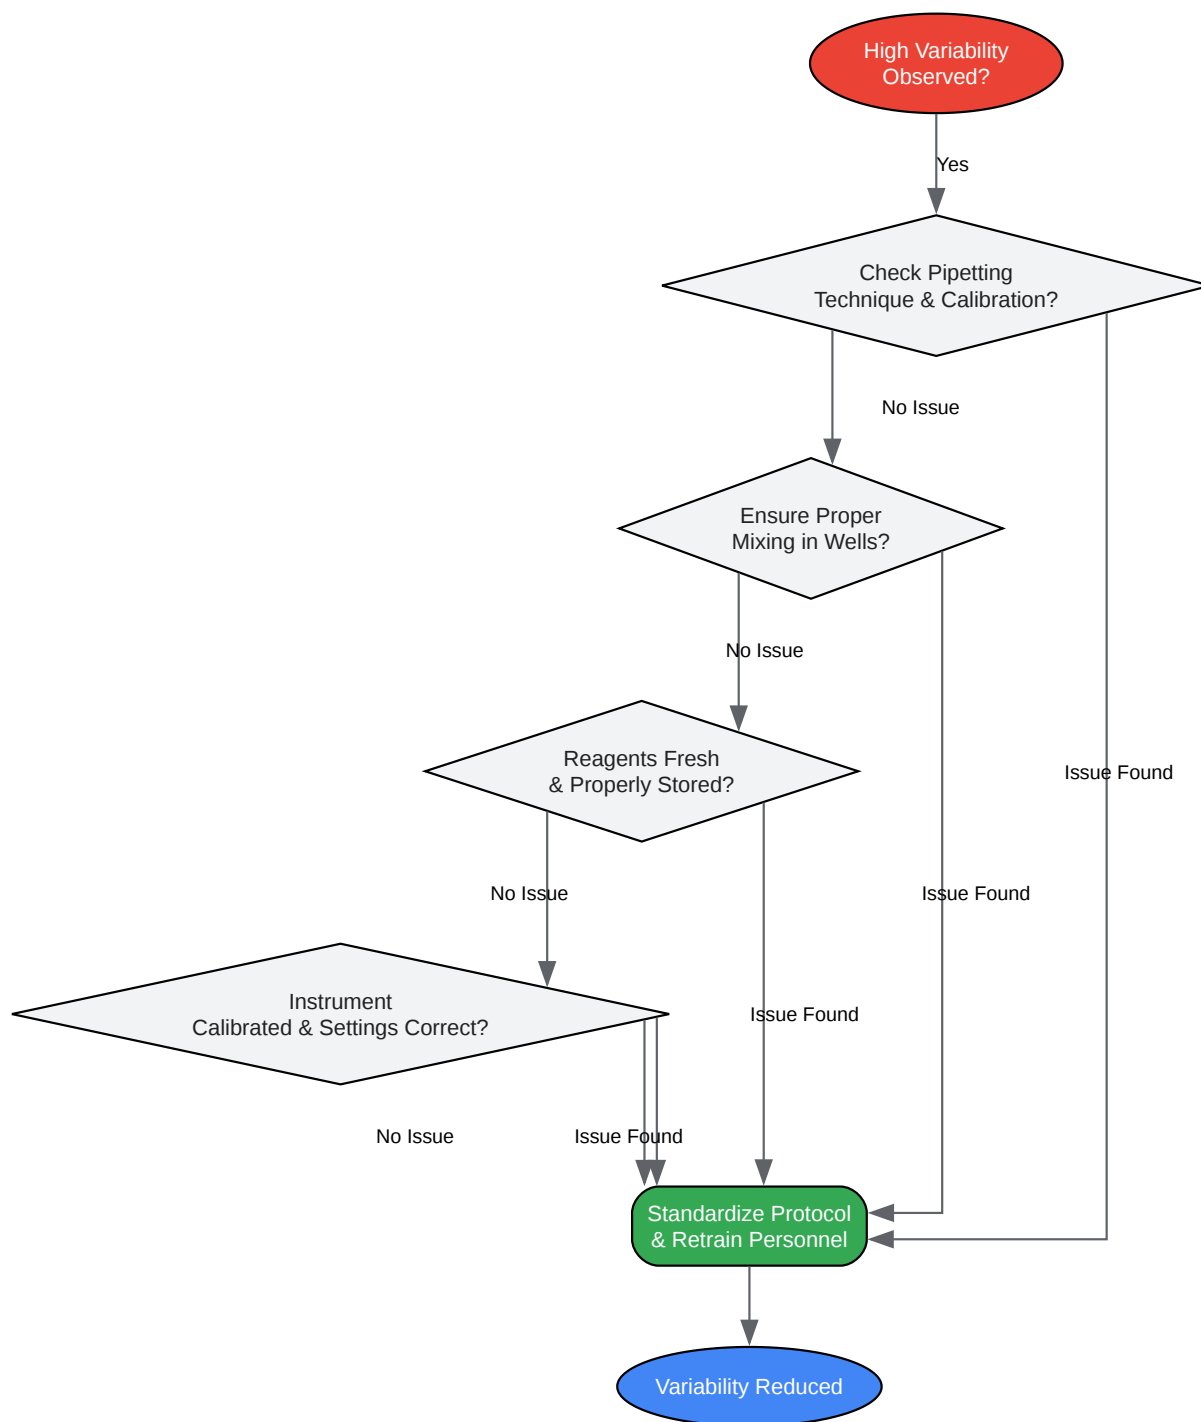 High Variability
Observed?
Yes
Check Pipetting
Technique & Calibration?
No Issue
Ensure Proper
Mixing in Wells?
No Issue
Reagents Fresh
& Properly Stored?
Issue Found
No Issue
Issue Found
Instrument
Calibrated & Settings Correct?
Issue Found
No Issue
Issue Found
Standardize Protocol
& Retrain Personnel
Variability Reduced